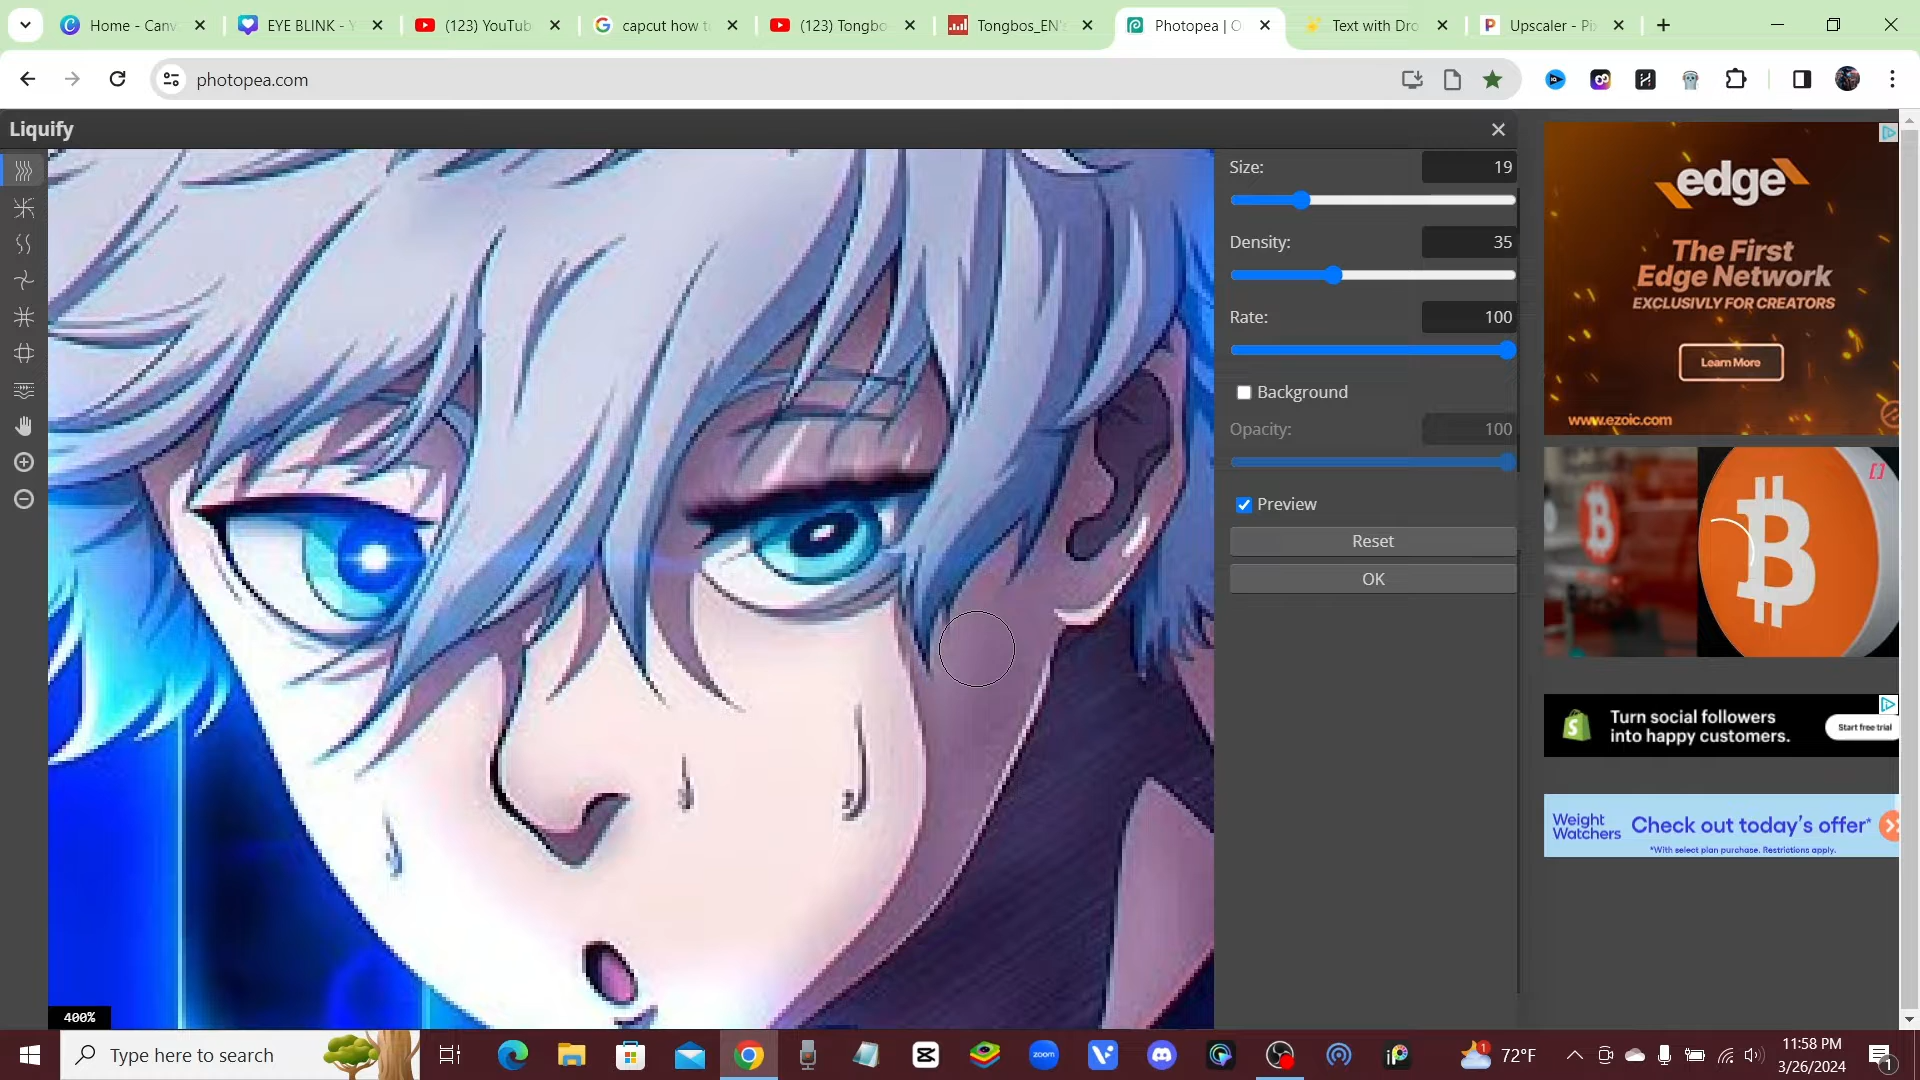 Home - Canv
EYE BLINK - Y
(123) YouTub
capcut how t
(123) Tongbo
Tongbos_EN's
Photopea | O
Text with Dro
Upscaler - Pi
photopea.com
Liquify
Size: 19
Density: 35
Rate: 100
Background
Opacity: 100
Preview
Reset
OK
400%
edge
The First
Edge Network
EXCLUSIVLY FOR CREATORS
Learn More
www.ezoic.com
Turn social followers
into happy customers.
Start free trial
Weight
Watchers
Check out today's offer*
*With select plan purchase. Restrictions apply.
Type here to search
zoom
1
72°F
11:58 PM
3/26/2024
1